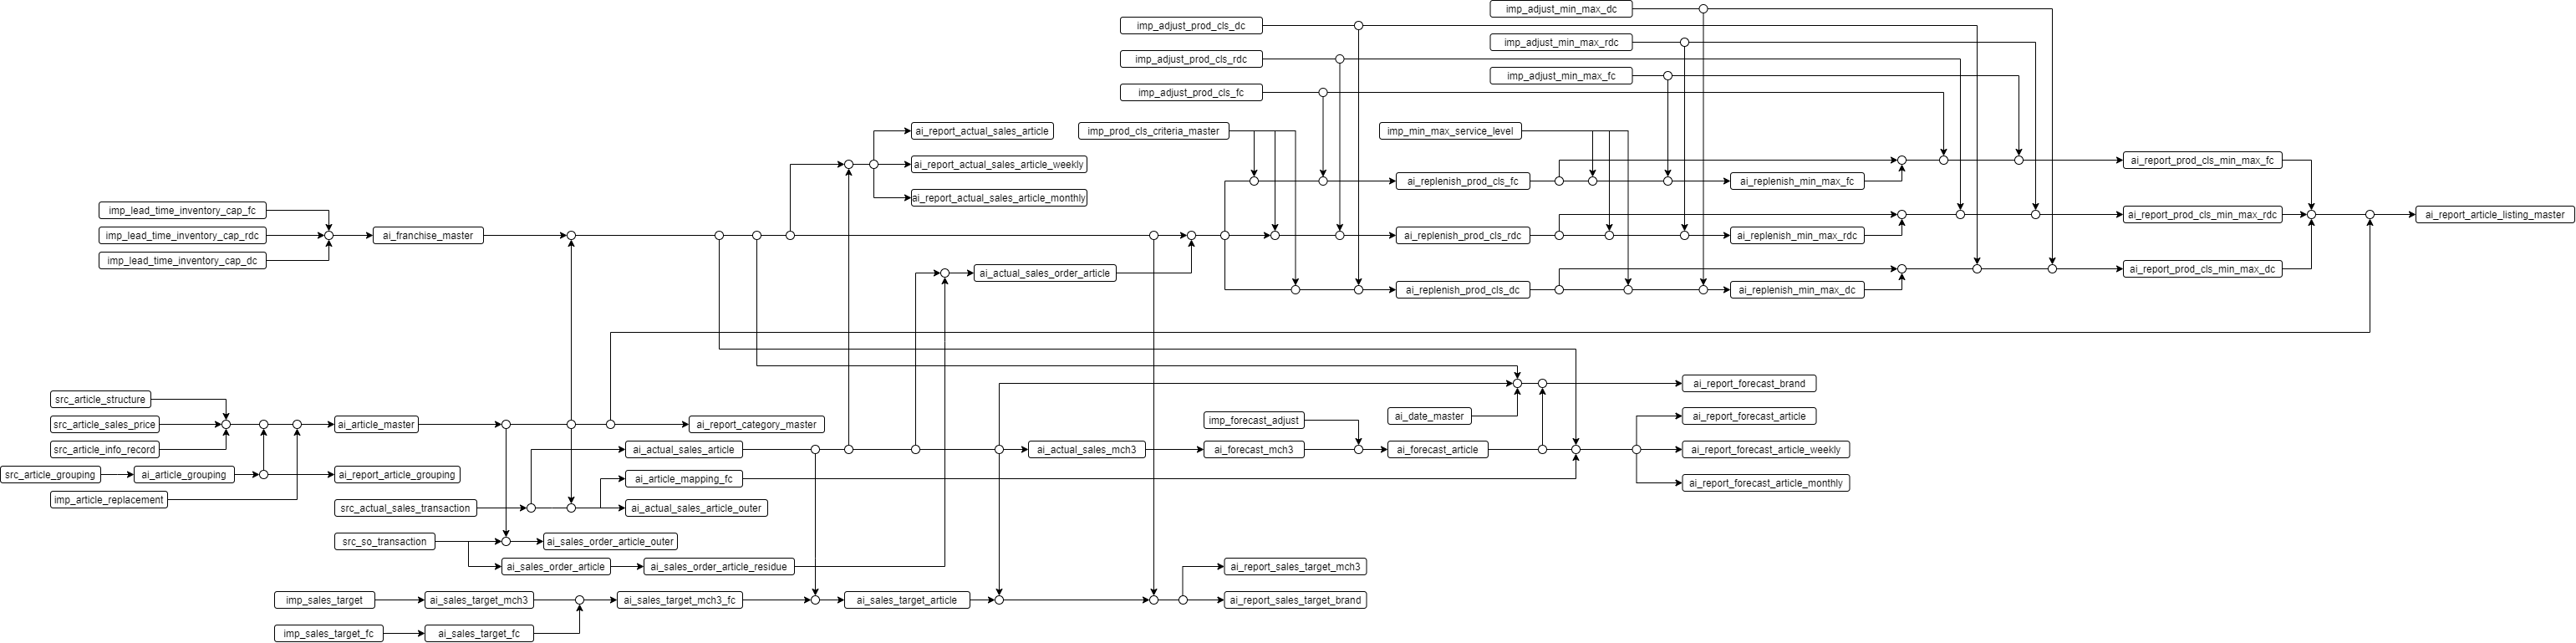 imp_adjust_min_max_dc
imp_adjust_prod_cls_dc
imp_adjust_min_max_rdc
imp_adjust_prod_cls_rdc
imp_adjust_min_max_fc
imp_adjust_prod_cls_fc
ai_report_actual_sales_article
imp_prod_cls_criteria_master
imp_min_max_service_level
ai_report_actual_sales_article_weekly
ai_report_prod_cls_min_max_fc
ai_replenish_prod_cls_fc
ai_replenish_min_max_fc
ai_report_actual_sales_article_monthly
imp_lead_time_inventory_cap_fc
ai_report_prod_cls_min_max_rdc
ai_report_article_listing_master
imp_lead_time_inventory_cap_rdc
ai_franchise_master
ai_replenish_prod_cls_rdc
ai_replenish_min_max_rdc
imp_lead_time_inventory_cap_dc
ai_actual_sales_order_article
ai_report_prod_cls_min_max_dc
ai_replenish_prod_cls_dc
ai_replenish_min_max_dc
ai_report_forecast_brand
src_article_structure
ai_date_master
ai_report_forecast_article
src_article_sales_price
ai_article_master
ai_report_category_master
imp_forecast_adjust
src_article_info_record
ai_actual_sales_article
ai_actual_sales_mch3
ai_forecast_mch3
ai_forecast_article
ai_report_forecast_article_weekly
src_article_grouping
ai_article_grouping
ai_report_article_grouping
ai_article_mapping_fc
ai_report_forecast_article_monthly
imp_article_replacement
src_actual_sales_transaction
ai_actual_sales_article_outer
src_so_transaction
ai_sales_order_article_outer
ai_sales_order_article
ai_sales_order_article_residue
ai_report_sales_target_mch3
imp_sales_target
ai_sales_target_mch3
ai_sales_target_mch3_fc
ai_sales_target_article
ai_report_sales_target_brand
imp_sales_target_fc
ai_sales_target_fc